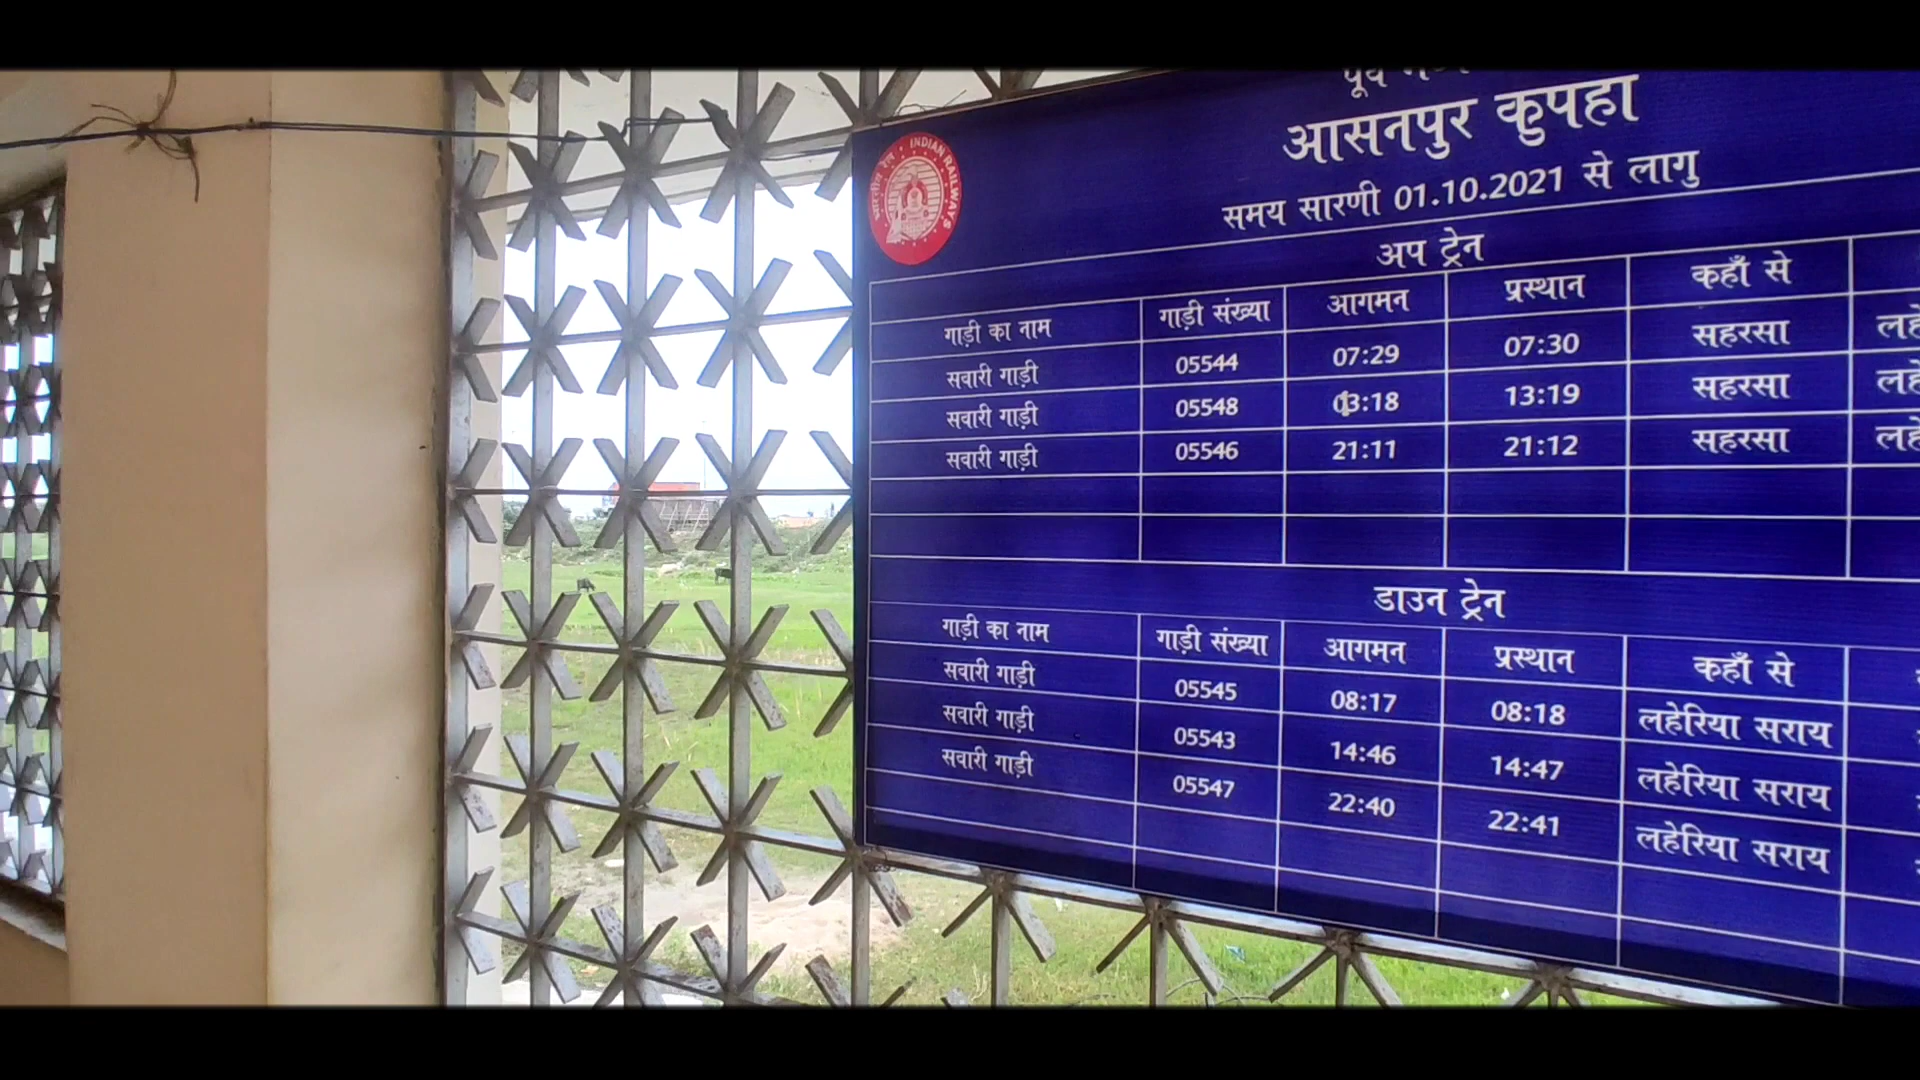 पूर्व
आसनपुर कुपहा
समय सारणी 01.10.2021 से लागु
भारतीय रेल • INDIAN RAILWAYS
अप ट्रेन
गाड़ी का नाम गाड़ी संख्या आगमन प्रस्थान कहाँ से
सवारी गाड़ी 05544 07:29 07:30 सहरसा
सवारी गाड़ी 05548 13:18 13:19 सहरसा
सवारी गाड़ी 05546 21:11 21:12 सहरसा
डाउन ट्रेन
गाड़ी का नाम गाड़ी संख्या आगमन प्रस्थान कहाँ से
सवारी गाड़ी 05545 08:17 08:18 लहेरिया सराय
सवारी गाड़ी 05543 14:46 14:47 लहेरिया सराय
सवारी गाड़ी 05547 22:40 22:41 लहेरिया सराय